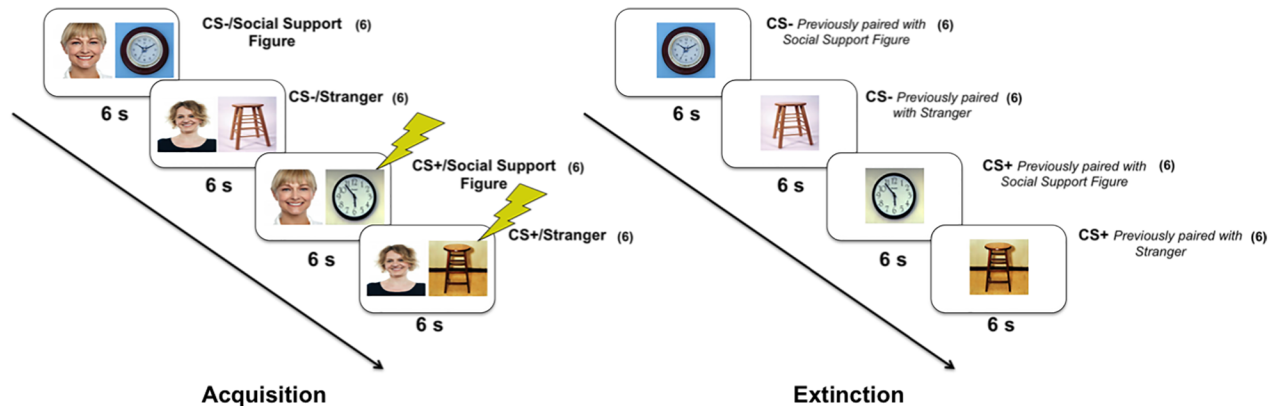 CS-/Social Support (6)
Figure
6 s
CS-/Stranger (6)
6 s
CS+/Social Support (6)
Figure
6 s
CS+/Stranger (6)
6 s
Acquisition
CS- Previously paired with (6)
Social Support Figure
6 s
CS- Previously paired (6)
with Stranger
6 s
CS+ Previously paired with (6)
Social Support Figure
6 s
CS+ Previously paired with (6)
Stranger
6 s
Extinction